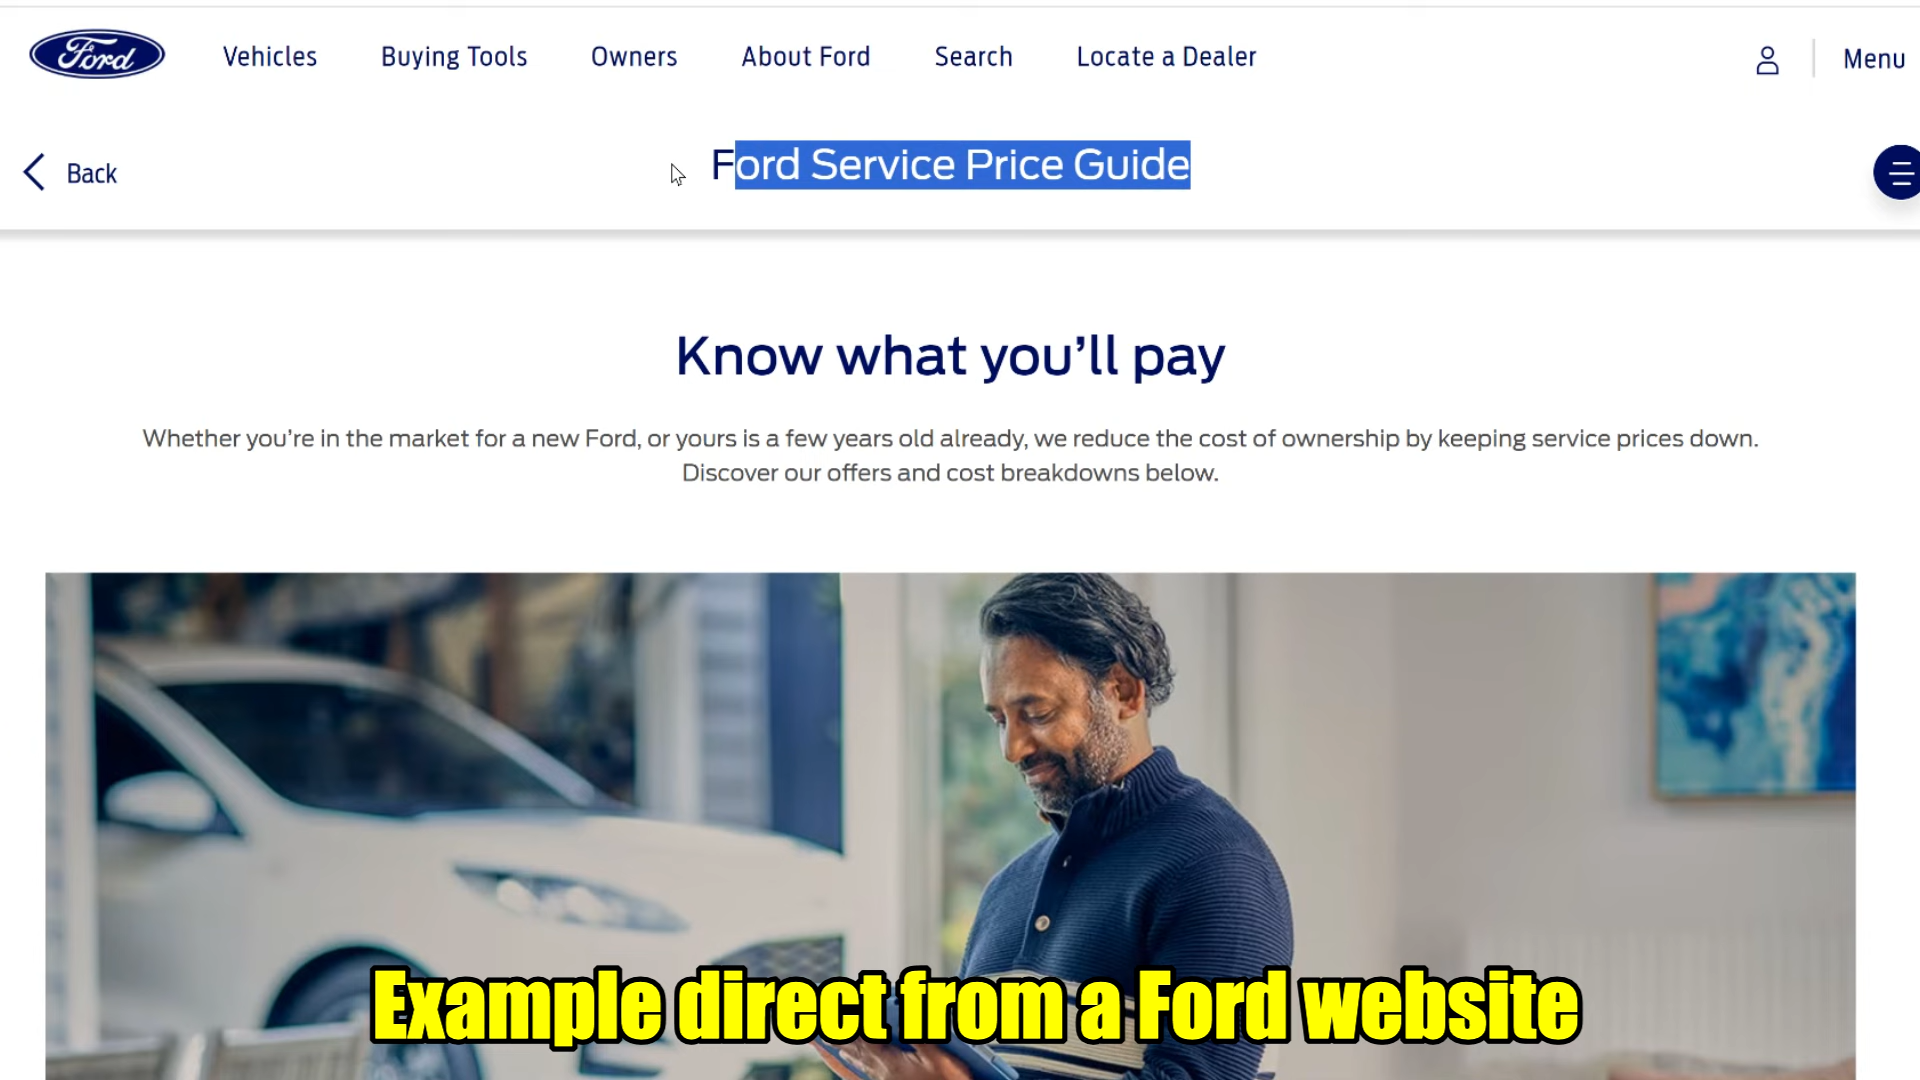 Ford
Vehicles
Buying Tools
Owners
About Ford
Search
Locate a Dealer
Menu
Back
Ford Service Price Guide
Know what you’ll pay
Whether you’re in the market for a new Ford, or yours is a few years old already, we reduce the cost of ownership by keeping service prices down.
Discover our offers and cost breakdowns below.
Example direct from a Ford website